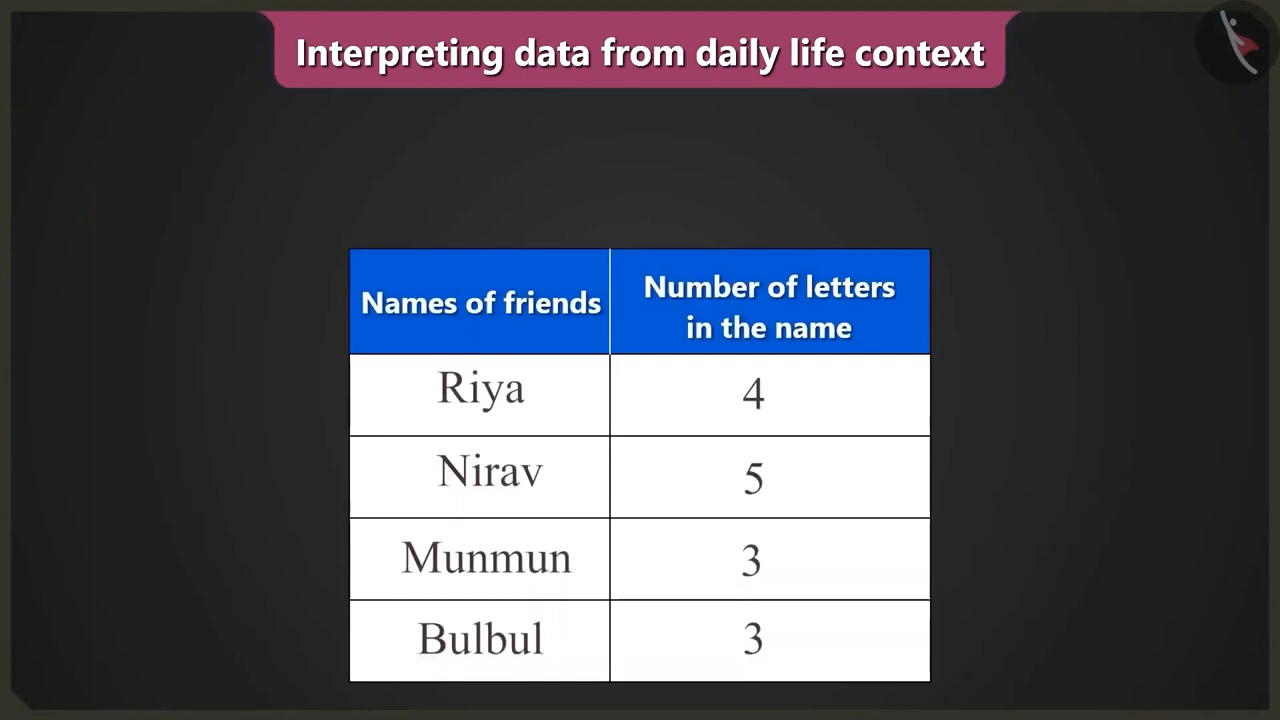 Interpreting data from daily life context
Names of friends
Number of letters
in the name
Riya
4
Nirav
5
Munmun
3
Bulbul
3